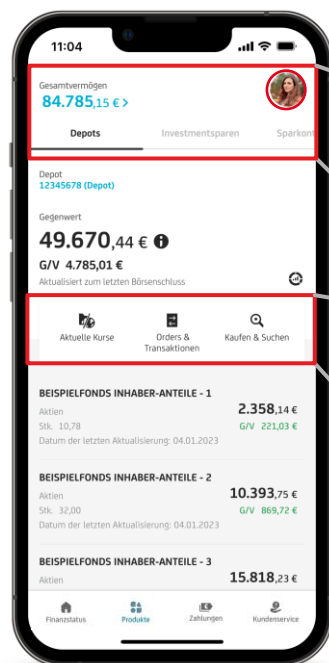 11:04
Gesamtvermögen
84.785,15 € >
Depots Investmentsparen Sparkont
Depot
12345678 (Depot)
Gegenwert
49.670,44 €
G/V 4.785,01 €
Aktualisiert zum letzten Börsenschluss
Aktuelle Kurse
Orders &
Transaktionen
Kaufen & Suchen
BEISPIELFONDS INHABER-ANTEILE - 1
Aktien 2.358,14 €
Stk. 10,78 G/V 221,03 €
Datum der letzten Aktualisierung: 04.01.2023
BEISPIELFONDS INHABER-ANTEILE - 2
Aktien 10.393,75 €
Stk. 32,00 G/V 869,72 €
Datum der letzten Aktualisierung: 04.01.2023
BEISPIELFONDS INHABER-ANTEILE - 3
Aktien 15.818,23 €
Finanzstatus Produkte Zahlungen Kundenservice